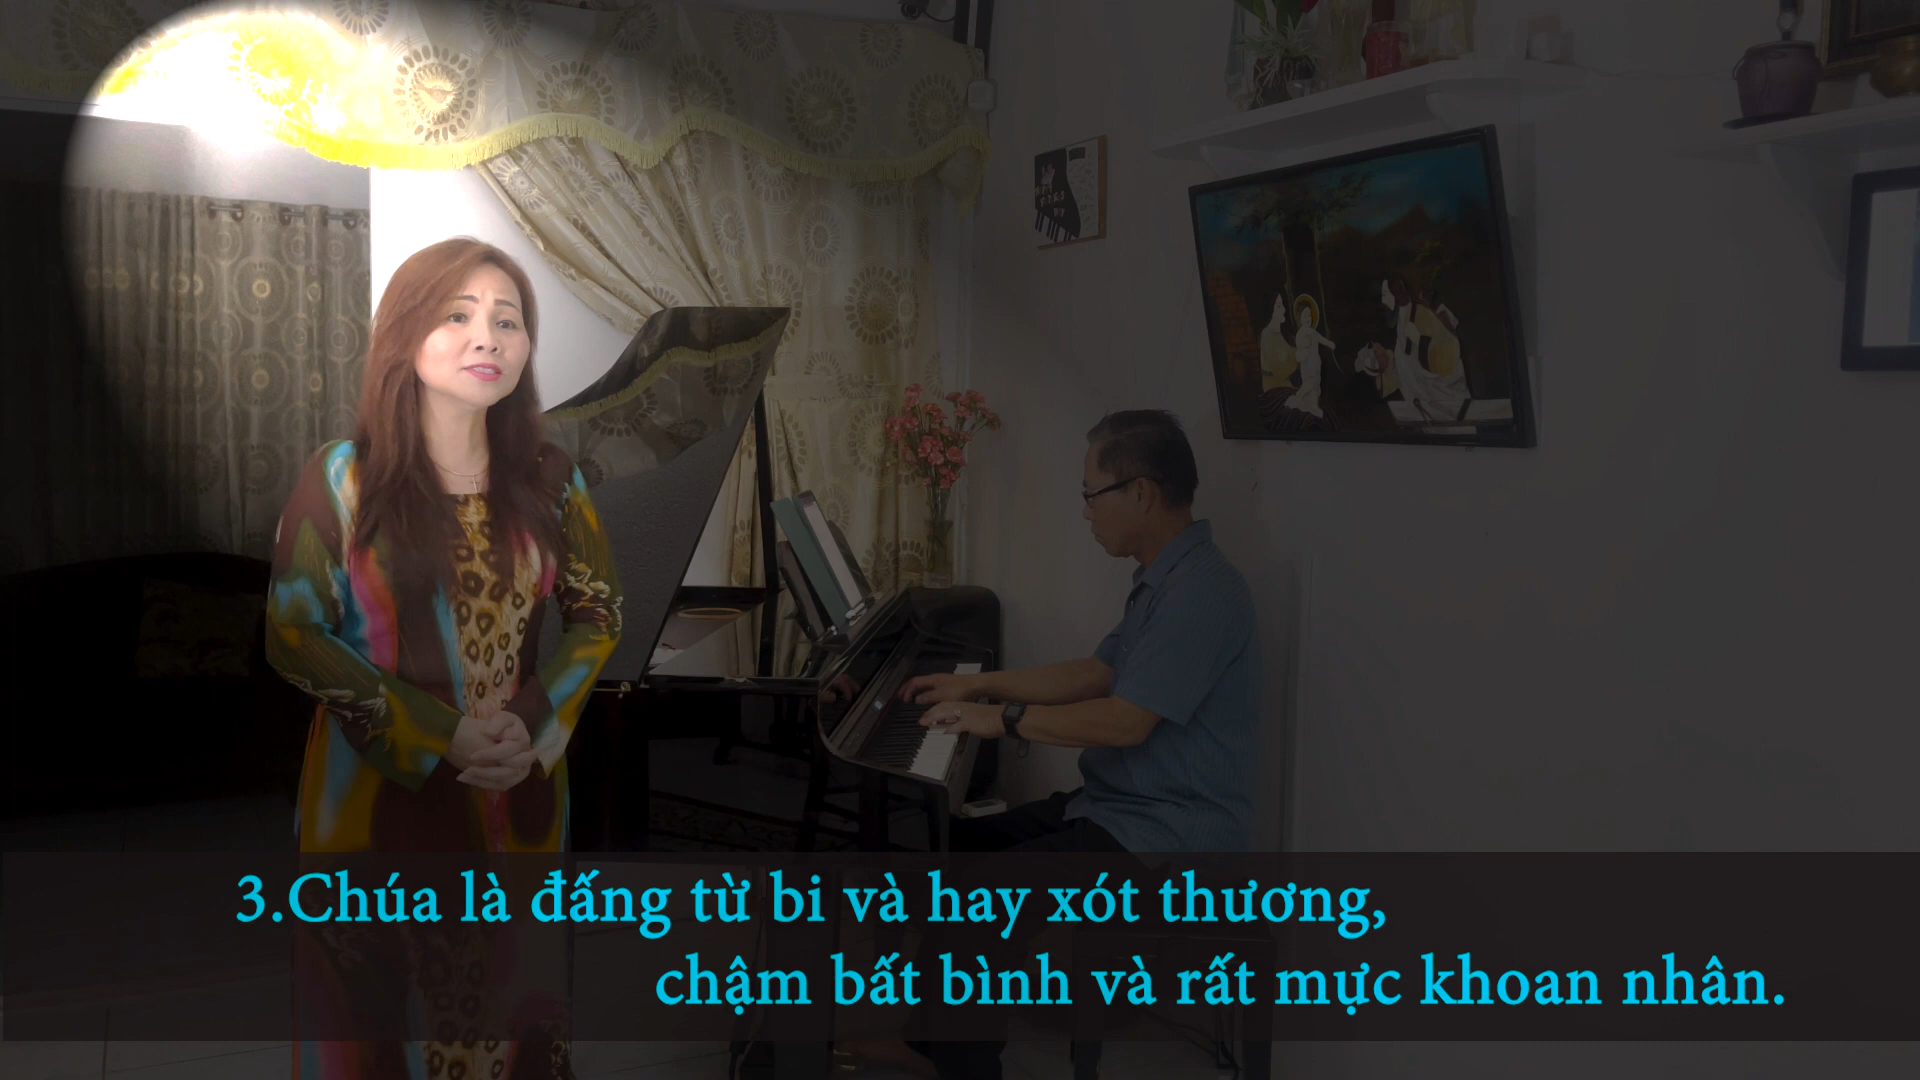 3.Chúa là đấng từ bi và hay xót thương,
chậm bất bình và rất mực khoan nhân.